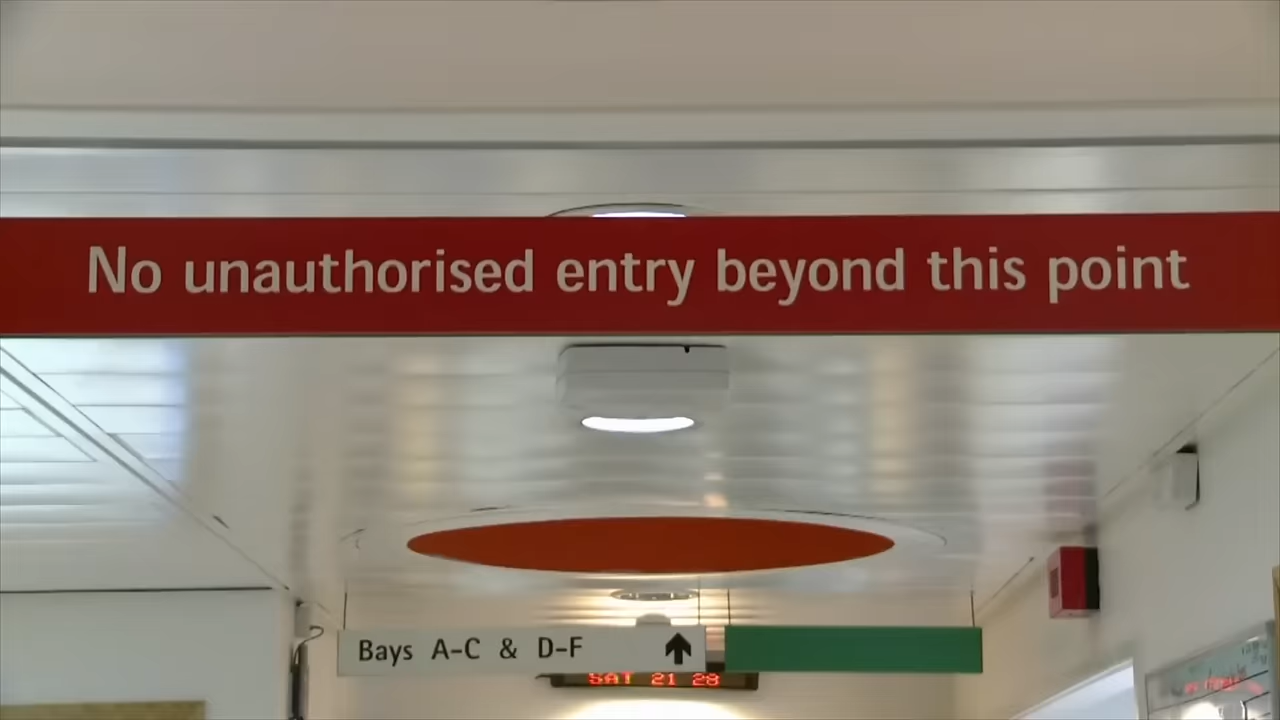 No unauthorised entry beyond this point
Bays A-C & D-F
SAT 21 28